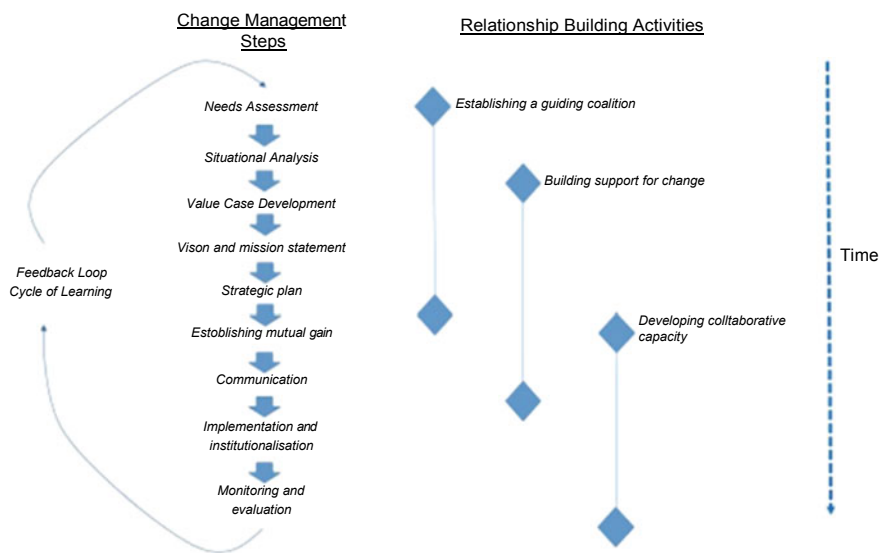 Change Management
Steps
Relationship Building Activities
Needs Assessment
Establishing a guiding coalition
Situational Analysis
Building support for change
Value Case Development
Vison and mission statement
Time
Feedback Loop
Cycle of Learning
Strategic plan
Establishing mutual gain
Developing colltaborative
capacity
Communication
Implementation and
institutionalisation
Monitoring and
evaluation